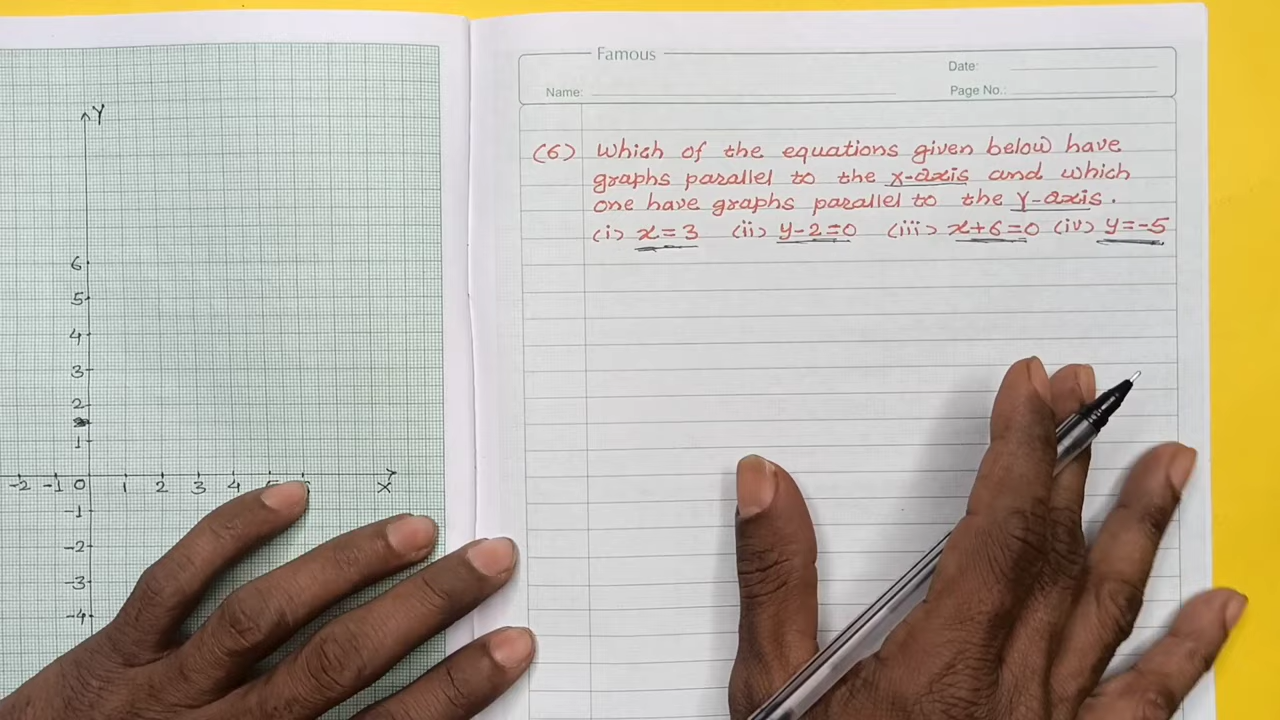 Famous
Date:
Name:
Page No.:
(6) Which of the equations given below have
graphs parallel to the x-axis and which
one have graphs parallel to the Y-axis.
(i) x=3 (ii) y-2=0 (iii) x+6=0 (iv) y=-5
Y
6
5
4
3
2
1
-2 -1 0 1 2 3 4 X
-1
-2
-3
-4